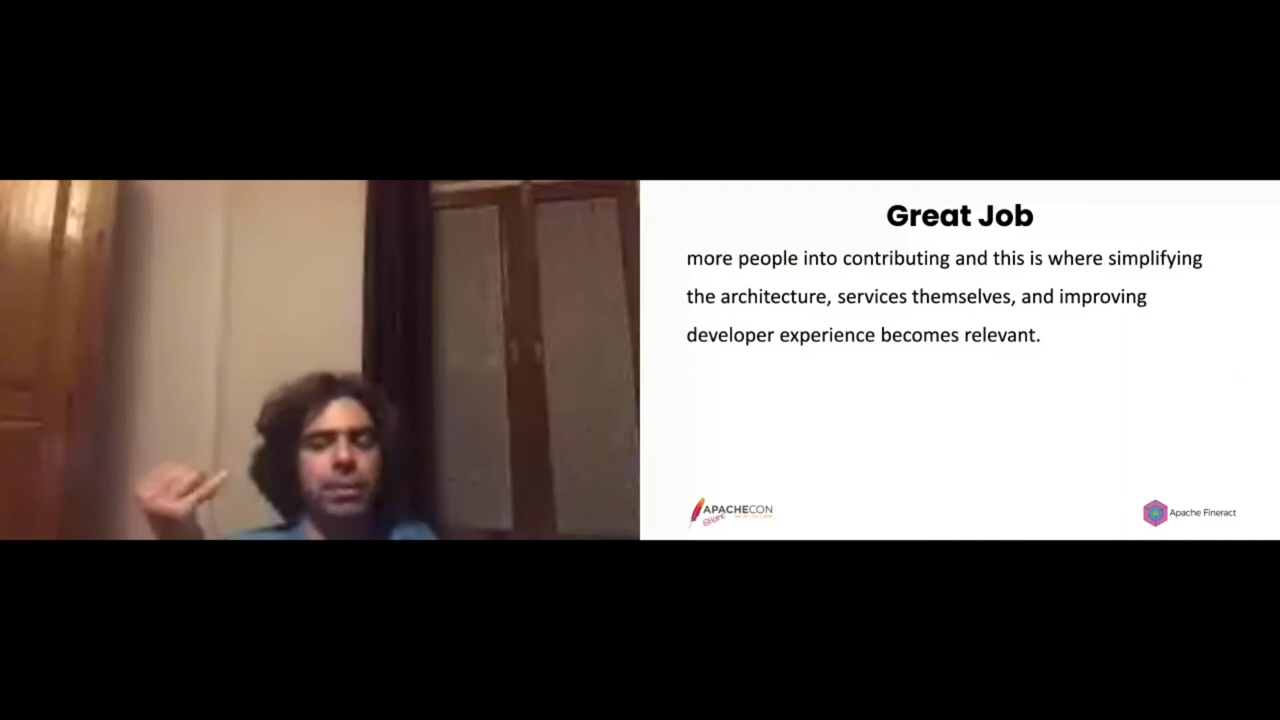 Great Job
more people into contributing and this is where simplifying
the architecture, services themselves, and improving
developer experience becomes relevant.
APACHECON
@Home
Apache Fineract